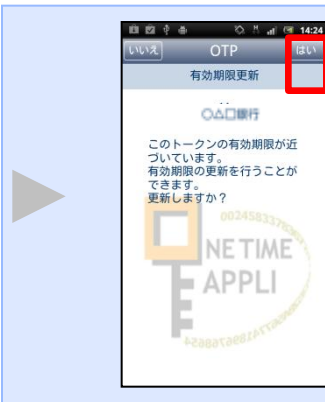 14:24
いいえ
OTP
はい
有効期限更新
○△□銀行
このトークンの有効期限が近
づいています。
有効期限の更新を行うことが
できます。
更新しますか？
NE TIME
APPLI